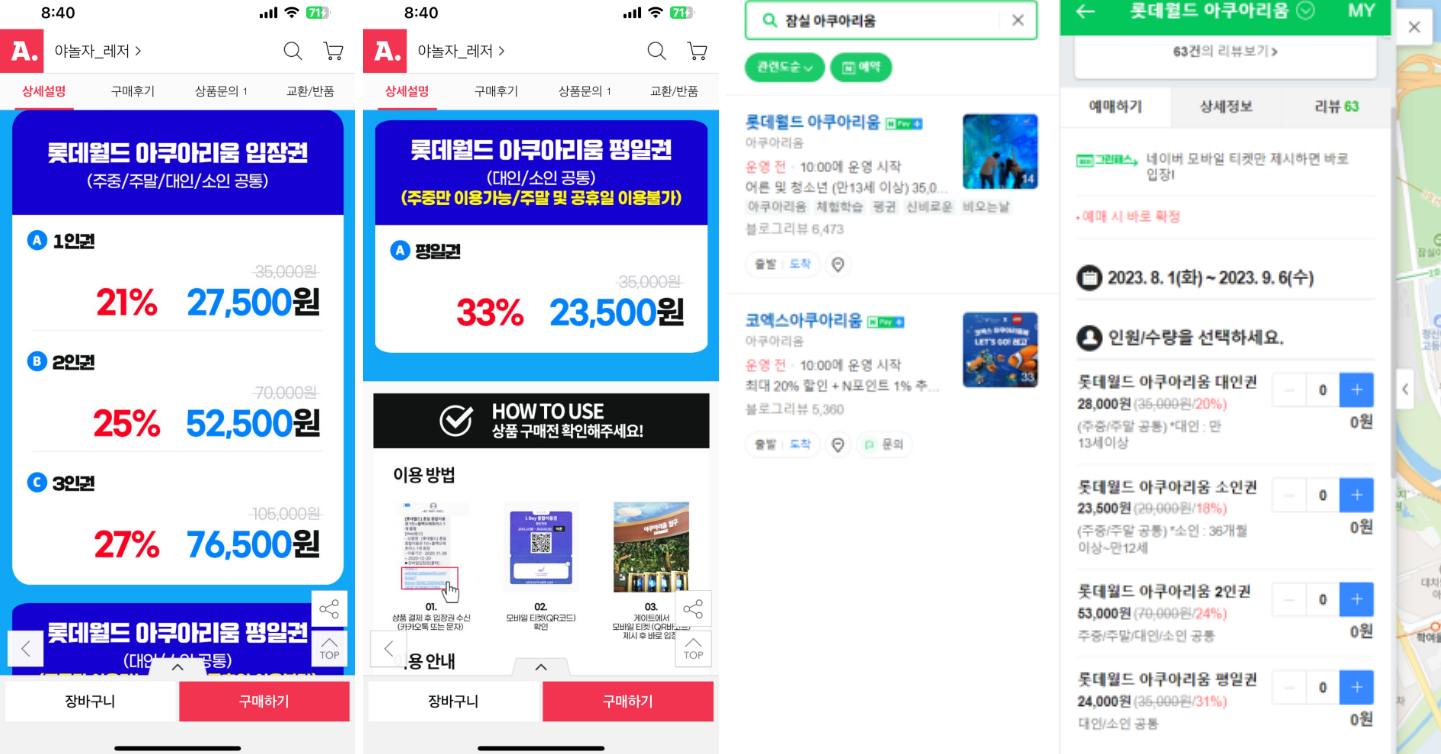 8:40
71
A.
야놀자_레저 >
상세설명 구매후기 상품문의 1 교환/반품
롯데월드 아쿠아리움 입장권
(주중/주말/대인/소인 공통)
A 1인권
35,000원
21% 27,500원
B 2인권
70,000원
25% 52,500원
C 3인권
105,000원
27% 76,500원
롯데월드 아쿠아리움 평일권
TOP
장바구니 구매하기
8:40
71
A.
야놀자_레저 >
상세설명 구매후기 상품문의 1 교환/반품
롯데월드 아쿠아리움 평일권
(대인/소인 공통)
(주중만 이용가능/주말 및 공휴일 이용불가)
A 평일권
35,000원
33% 23,500원
HOW TO USE
상품 구매전 확인해주세요!
이용 방법
1 Day 종합이용권
아쿠아리움 입구
01.
상품 결제 후 입장권 수신
(카카오톡 또는 문자)
02.
모바일 티켓(QR코드)
확인
03.
게이트에서
모바일 티켓(QR바코드)
제시 후 바로 입장
용 안내
TOP
장바구니 구매하기
잠실 아쿠아리움
관련도순 예약
롯데월드 아쿠아리움 N Pay +
아쿠아리움
운영 전 · 10:00에 운영 시작
어른 및 청소년 (만13세 이상) 35,0...
아쿠아리움 체험학습 평권 신비로운 비오는날
블로그리뷰 6,473
14
출발 도착
코엑스아쿠아리움 N Pay +
아쿠아리움
운영 전 · 10:00에 운영 시작
최대 20% 할인 + N포인트 1% 추...
블로그리뷰 5,360
LET'S GO! 레고
33
출발 도착 문의
롯데월드 아쿠아리움 MY
63건의 리뷰보기 >
예매하기 상세정보 리뷰 63
그린패스 네이버 모바일 티켓만 제시하면 바로
입장!
• 예매 시 바로 확정
2023. 8. 1(화) ~ 2023. 9. 6(수)
인원/수량을 선택하세요.
롯데월드 아쿠아리움 대인권
28,000원 (35,000원/20%)
(주중/주말 공통) *대인 : 만
13세이상
0
0원
롯데월드 아쿠아리움 소인권
23,500원 (29,000원/18%)
(주중/주말 공통) *소인 : 36개월
이상~만12세
0
0원
롯데월드 아쿠아리움 2인권
53,000원 (70,000원/24%)
주중/주말/대인/소인 공통
0
0원
롯데월드 아쿠아리움 평일권
24,000원 (35,000원/31%)
대인/소인 공통
0
0원